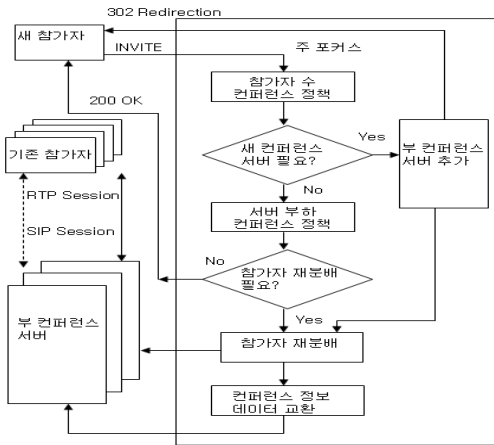 302 Redirection
새 참가자
INVITE
주 포커스
참가자 수
컨퍼런스 정책
200 OK
새 컨퍼런스
서버 필요?
Yes
부 컨퍼런스
서버 추가
기존 참가자
No
RTP Session
서버 부하
컨퍼런스 정책
SIP Session
No
참가자 재분배
필요?
Yes
부 컨퍼런스
서버
참가자 재분배
컨퍼런스 정보
데이터 교환